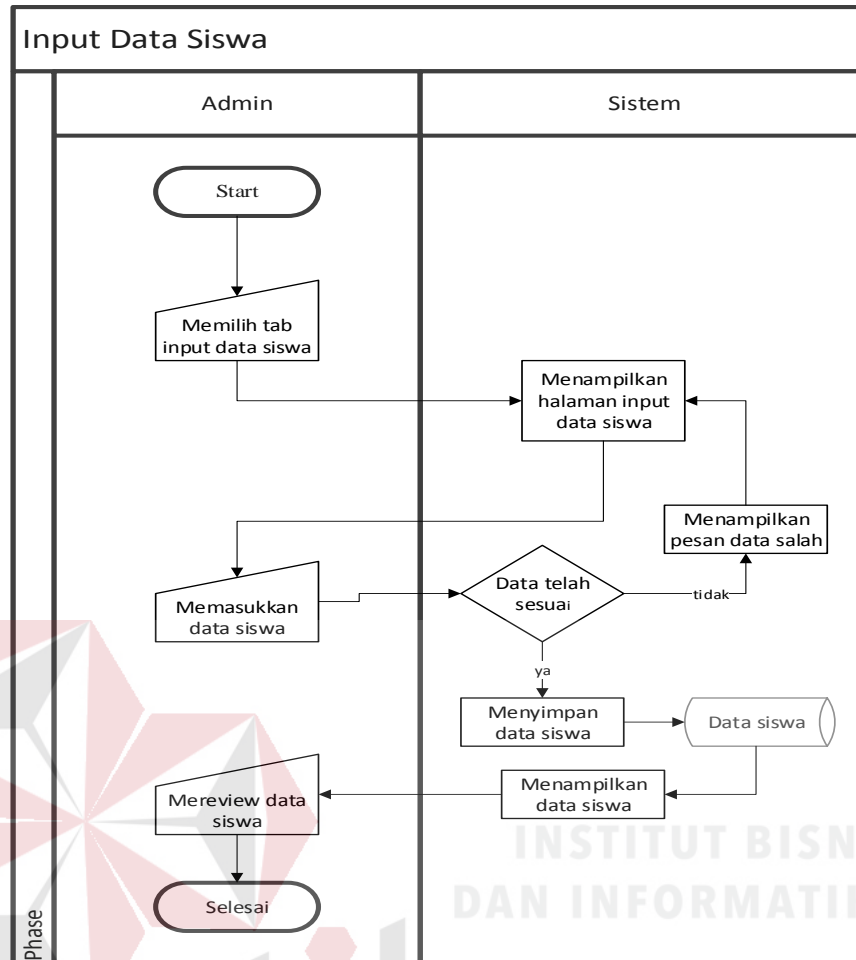 Input Data Siswa
Admin
Sistem
Start
Memilih tab
input data siswa
Menampilkan
halaman input
data siswa
Menampilkan
pesan data salah
Memasukkan
data siswa
Data telah
sesuai
tidak
ya
Menyimpan
data siswa
Data siswa
Menampilkan
data siswa
Mereview data
siswa
Selesai
Phase
INSTITUT BISN
DAN INFORMATI